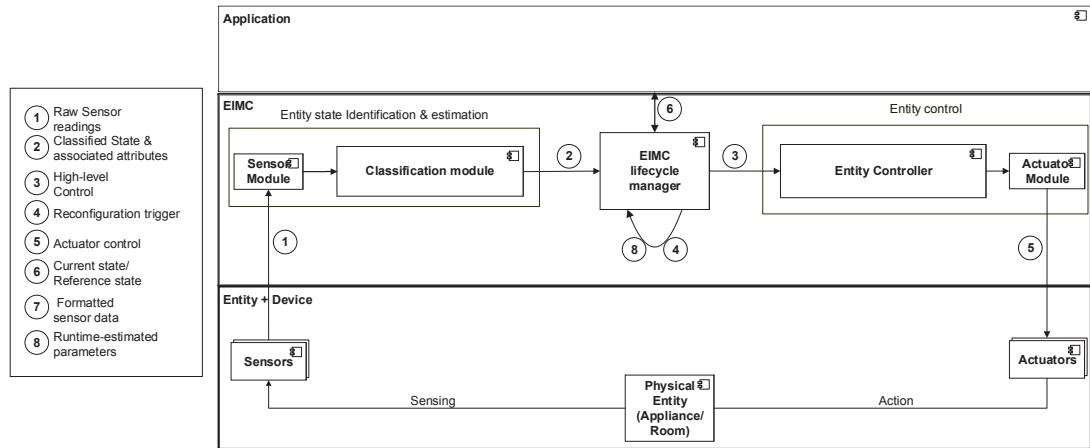 Application
1
Raw Sensor
readings
2
Classified State &
associated attributes
3
High-level
Control
4
Reconfiguration trigger
5
Actuator control
6
Current state/
Reference state
7
Formatted
sensor data
8
Runtime-estimated
parameters
EIMC
6
Entity state Identification & estimation
Entity control
Sensor
Module
Classification module
2
EIMC
lifecycle
manager
3
Entity Controller
Actuator
Module
1
8
4
5
Entity + Device
Sensors
Actuators
Sensing
Physical
Entity
(Appliance/
Room)
Action